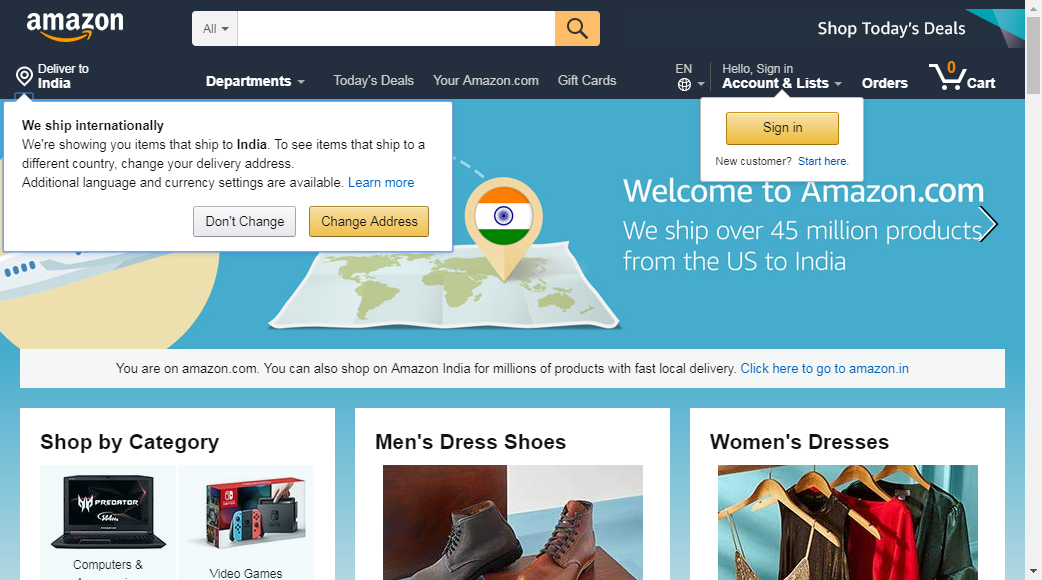 amazon
All
Shop Today's Deals
Deliver to
India
Departments
Today's Deals
Your Amazon.com
Gift Cards
EN
Hello, Sign in
Account & Lists
Orders
0
Cart
We ship internationally
We're showing you items that ship to India. To see items that ship to a
different country, change your delivery address.
Additional language and currency settings are available. Learn more
Don't Change
Change Address
Sign in
New customer? Start here.
Welcome to Amazon.com
We ship over 45 million products
from the US to India
You are on amazon.com. You can also shop on Amazon India for millions of products with fast local delivery. Click here to go to amazon.in
Shop by Category
Men's Dress Shoes
Women's Dresses
PREDATOR
144Hz
Computers &
Video Games